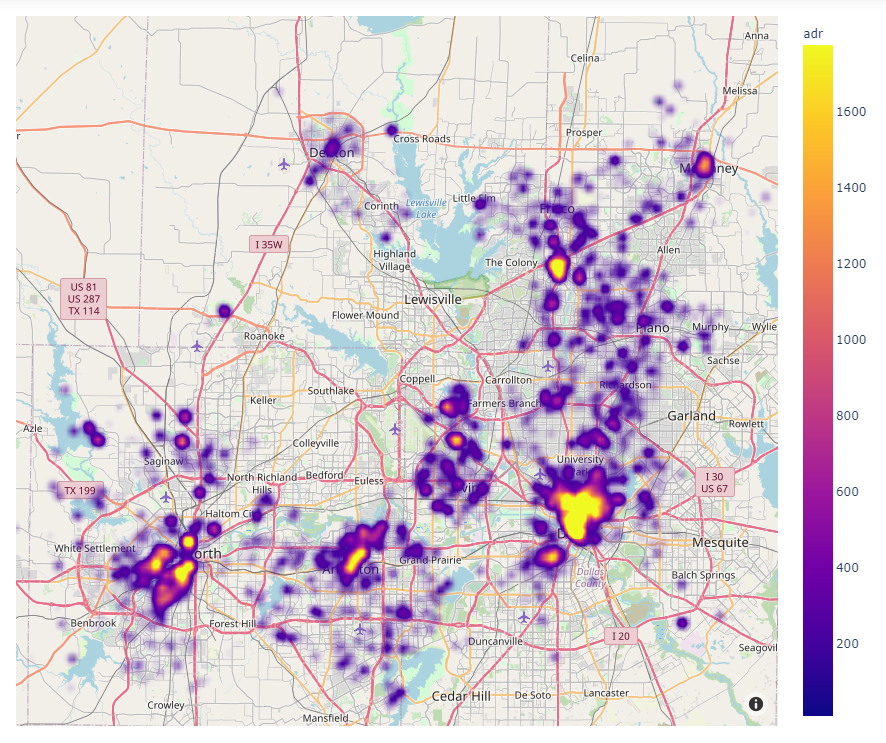 adr
Anna
Celina
Melissa
Prosper
Cross Roads
Denton
Little Elm
Corinth
Lewisville
Lake
Frisco
I 35W
Allen
Highland
Village
The Colony
US 81
US 287
TX 114
Lewisville
Flower Mound
Plano
Murphy
Wylie
Roanoke
Sachse
Coppell
Carrollton
Richardson
Southlake
Keller
Farmers Branch
Garland
Rowlett
Azle
Colleyville
Saginaw
University
North Richland
Hills
Bedford
Euless
I 30
US 67
TX 199
Haltom City
White Settlement
Mesquite
Grand Prairie
Dallas
County
Balch Springs
Benbrook
Forest Hill
I 20
Duncanville
Seagovil
Cedar Hill
De Soto
Lancaster
Crowley
Mansfield
1600
1400
1200
1000
800
600
400
200